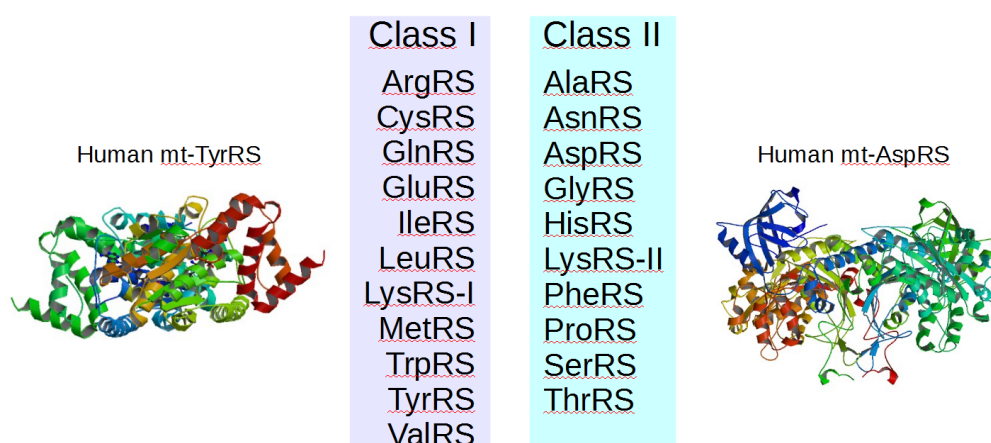 Class I
ArgRS
CysRS
GlnRS
GluRS
IleRS
LeuRS
LysRS-I
MetRS
TrpRS
TyrRS
ValRS
Class II
AlaRS
AsnRS
AspRS
GlyRS
HisRS
LysRS-II
PheRS
ProRS
SerRS
ThrRS
Human mt-TyrRS
Human mt-AspRS